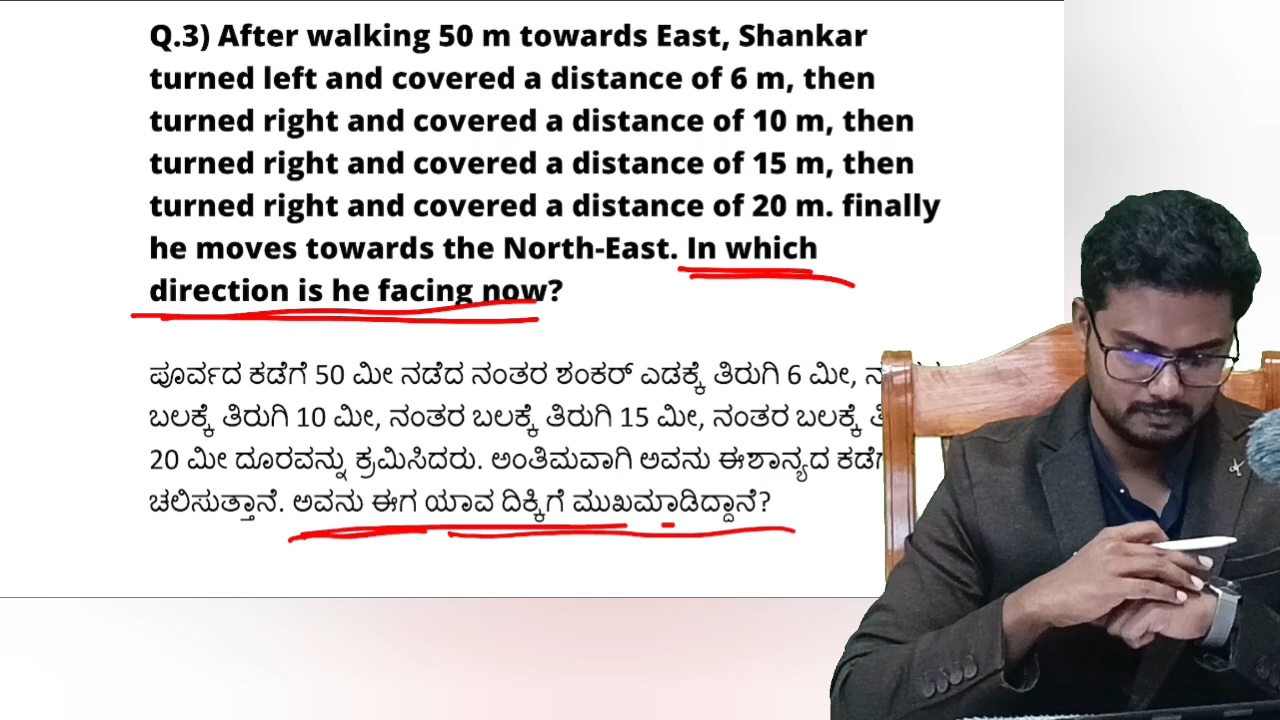 Q.3) After walking 50 m towards East, Shankar
turned left and covered a distance of 6 m, then
turned right and covered a distance of 10 m, then
turned right and covered a distance of 15 m, then
turned right and covered a distance of 20 m. finally
he moves towards the North-East. In which
direction is he facing now?
ಪೂರ್ವದ ಕಡೆಗೆ 50 ಮೀ ನಡೆದ ನಂತರ ಶಂಕರ್ ಎಡಕ್ಕೆ ತಿರುಗಿ 6 ಮೀ,
ಬಲಕ್ಕೆ ತಿರುಗಿ 10 ಮೀ, ನಂತರ ಬಲಕ್ಕೆ ತಿರುಗಿ 15 ಮೀ, ನಂತರ ಬಲಕ್ಕೆ
20 ಮೀ ದೂರವನ್ನು ಕ್ರಮಿಸಿದರು. ಅಂತಿಮವಾಗಿ ಅವನು ಈಶಾನ್ಯದ
ಚಲಿಸುತ್ತಾನೆ. ಅವನು ಈಗ ಯಾವ ದಿಕ್ಕಿಗೆ ಮುಖಮಾಡಿದ್ದಾನೆ?